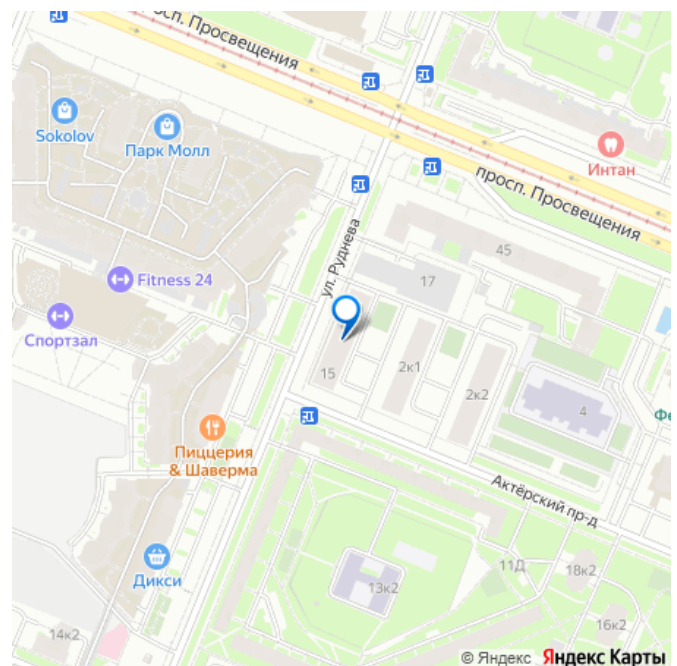 просп. Просвещения
Sokolov
Парк Молл
Интан
просп. Просвещения
ул. Руднева
45
17
Fitness 24
Спортзал
15
2к1
2к2
4
Пиццерия
& Шаверма
Актёрский пр-д
Дикси
13к2
11Д
18к2
16к2
14к2
© Яндекс Яндекс Карты